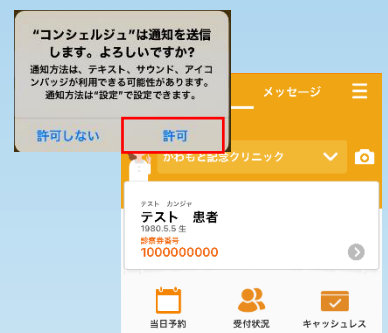 “コンシェルジュ”は通知を送信
します。よろしいですか?
通知方法は、テキスト、サウンド、アイコ
ンバッジが利用できる可能性があります。
通知方法は“設定”で設定できます。
許可しない
許可
メッセージ
かわもと記念クリニック
テスト　カンジャ
テスト　患者
1980.5.5 生
診察券番号
1000000000
当日予約
受付状況
キャッシュレス